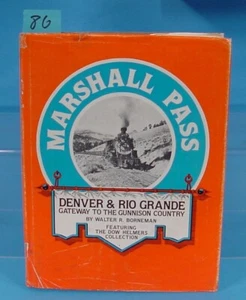 86
MARSHALL PASS
DENVER & RIO GRANDE
GATEWAY TO THE GUNNISON COUNTRY
BY WALTER R. BORNEMAN
FEATURING
THE DOW HELMERS
COLLECTION